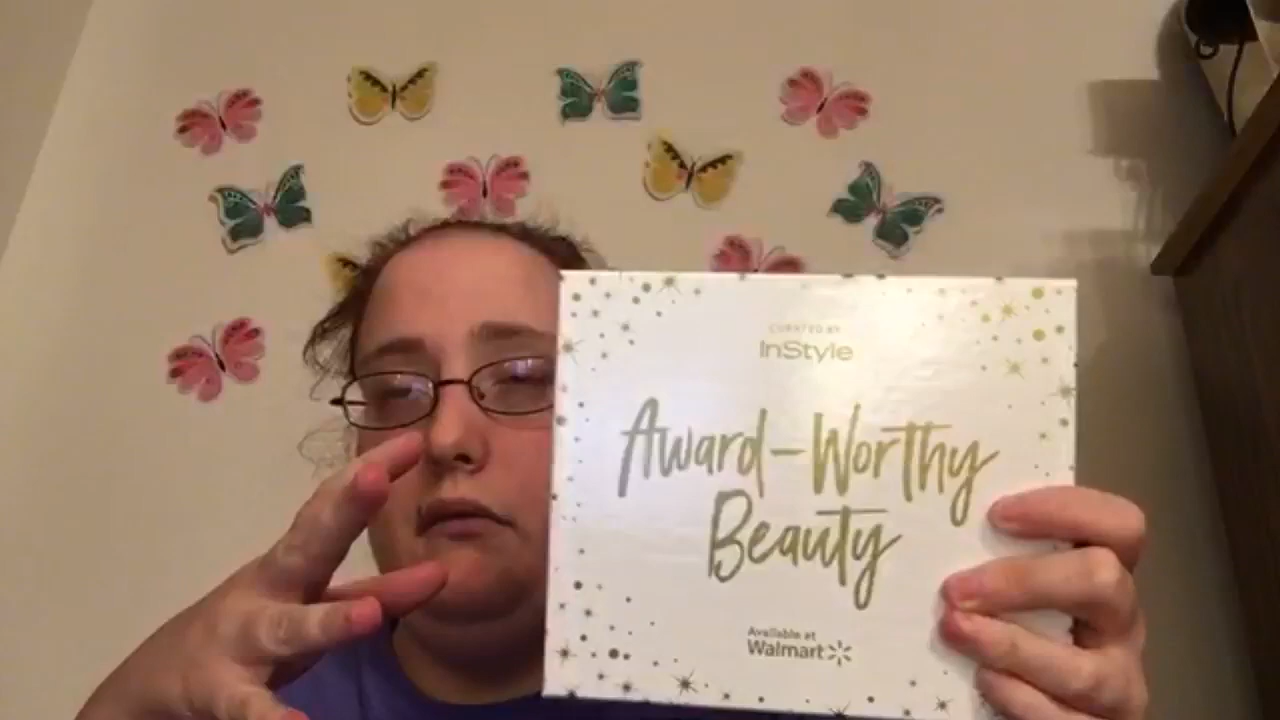 CURATED BY
InStyle
Award-Worthy
Beauty
Available at
Walmart